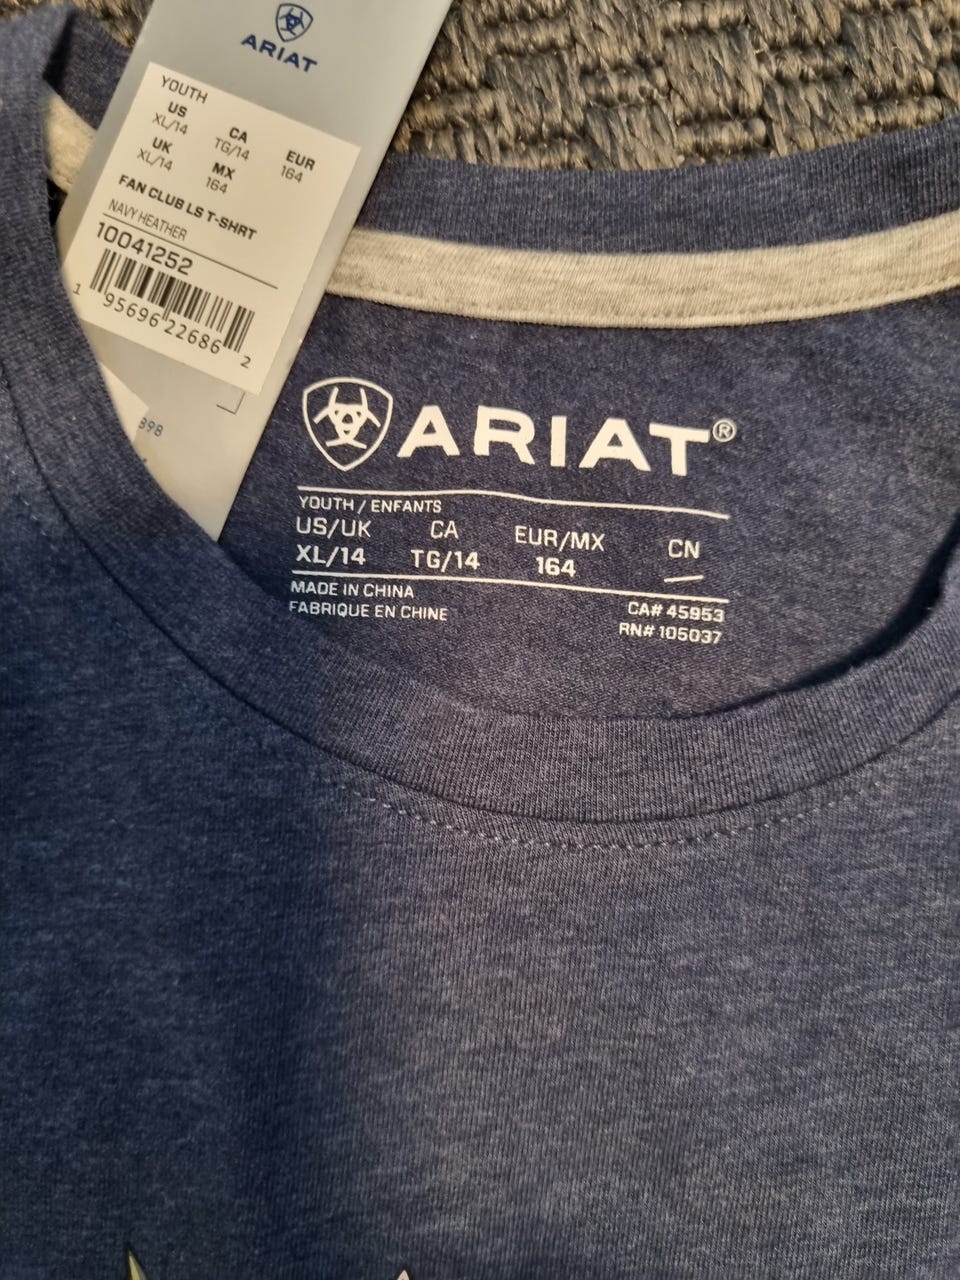 ARIAT
YOUTH
US CA EUR
XL/14 TG/14 164
UK MX
XL/14 164
FAN CLUB LS T-SHRT
NAVY HEATHER
10041252
1 95696 22686 2
398
ARIAT®
YOUTH / ENFANTS
US/UK CA EUR/MX CN
XL/14 TG/14 164 —
MADE IN CHINA
FABRIQUE EN CHINE
CA# 45953
RN# 105037